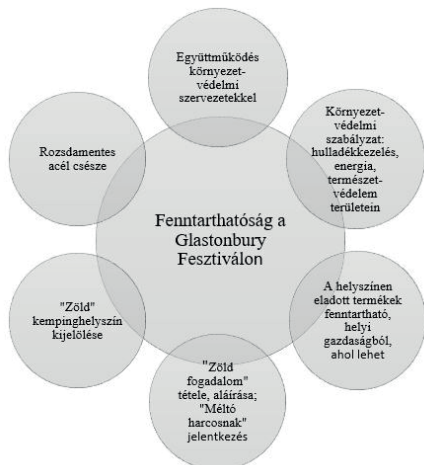 Együttműködés
környezet-
védelmi
szervezetekkel
Környezet-
védelmi
szabályzat:
hulladékkezelés,
energia,
természet-
védelem
területein
A helyszínen
eladott termékek
fenntartható,
helyi
gazdaságból,
ahol lehet
"Zöld
fogadalom"
tétele, aláírása;
"Méltó
harcosnak"
jelentkezés
"Zöld"
kempinghelyszín
kijelölése
Rozsdamentes
acél csésze
Fenntarthatóság a
Glastonbury
Fesztiválon